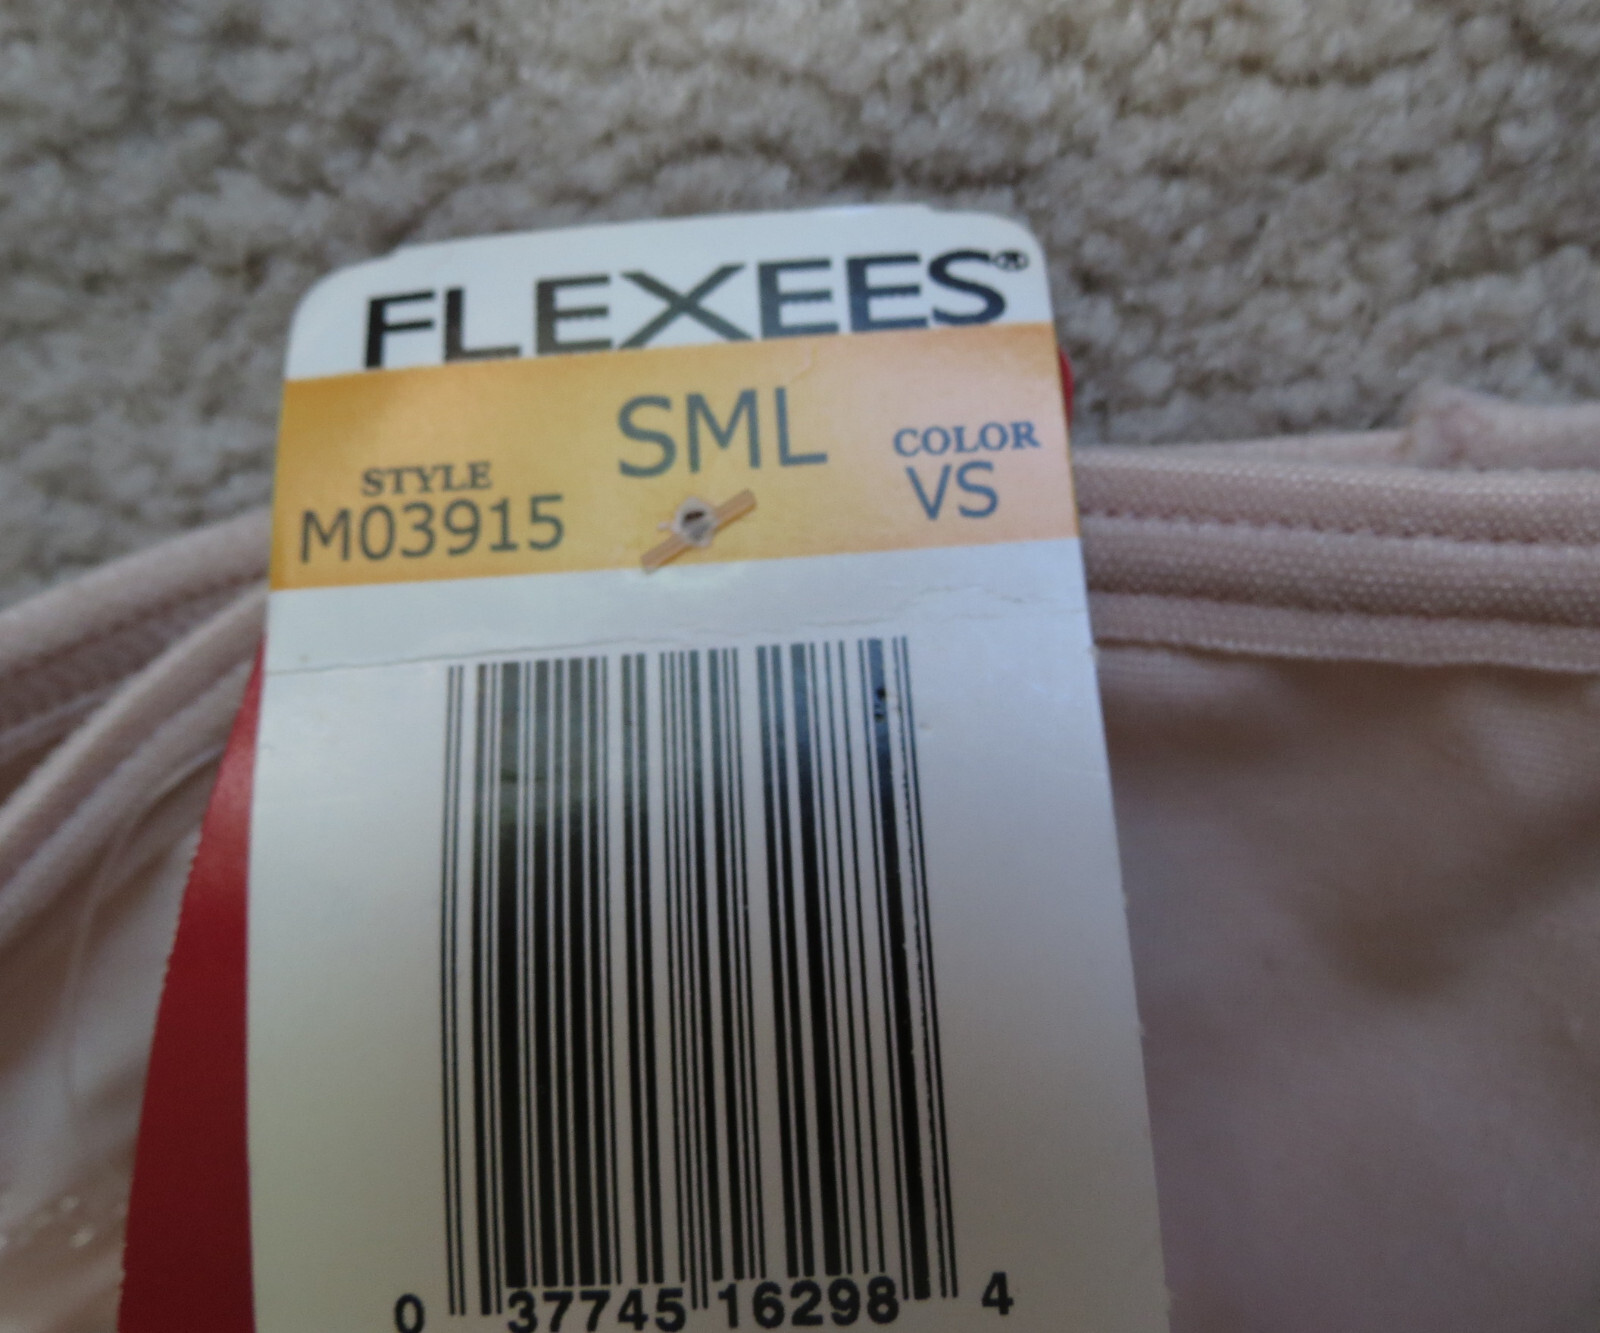 FLEXEES®
SML
STYLE COLOR
M03915 VS
0 37745 16298 4